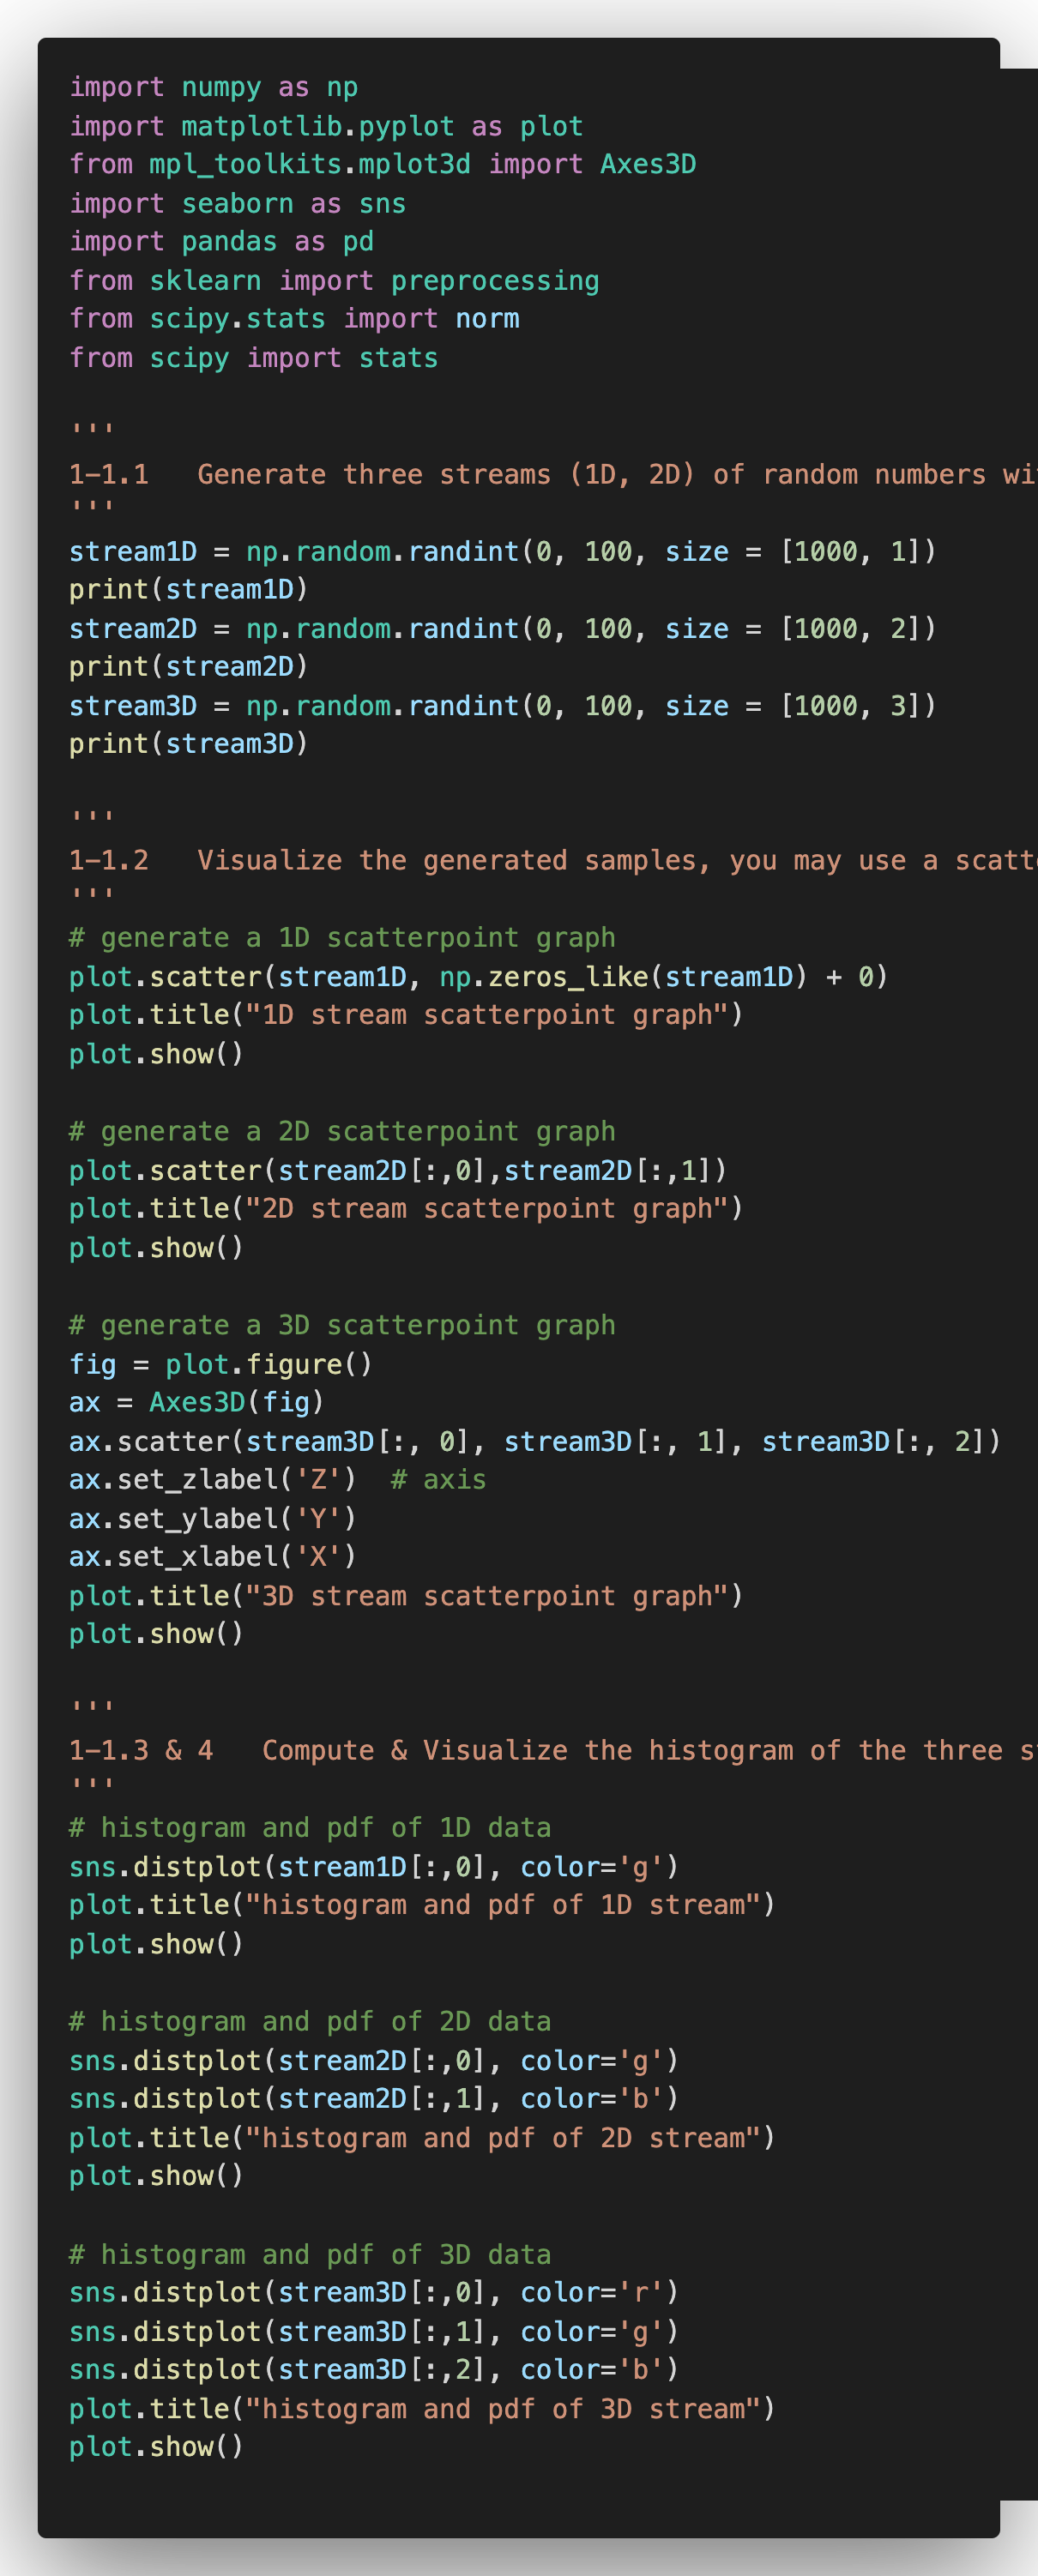 import numpy as np
import matplotlib.pyplot as plot
from mpl_toolkits.mplot3d import Axes3D
import seaborn as sns
import pandas as pd
from sklearn import preprocessing
from scipy.stats import norm
from scipy import stats

'''
1-1.1   Generate three streams (1D, 2D) of random numbers wi
'''
stream1D = np.random.randint(0, 100, size = [1000, 1])
print(stream1D)
stream2D = np.random.randint(0, 100, size = [1000, 2])
print(stream2D)
stream3D = np.random.randint(0, 100, size = [1000, 3])
print(stream3D)

'''
1-1.2   Visualize the generated samples, you may use a scatt
'''
# generate a 1D scatterpoint graph
plot.scatter(stream1D, np.zeros_like(stream1D) + 0)
plot.title("1D stream scatterpoint graph")
plot.show()

# generate a 2D scatterpoint graph
plot.scatter(stream2D[:,0],stream2D[:,1])
plot.title("2D stream scatterpoint graph")
plot.show()

# generate a 3D scatterpoint graph
fig = plot.figure()
ax = Axes3D(fig)
ax.scatter(stream3D[:, 0], stream3D[:, 1], stream3D[:, 2])
ax.set_zlabel('Z')  # axis
ax.set_ylabel('Y')
ax.set_xlabel('X')
plot.title("3D stream scatterpoint graph")
plot.show()

'''
1-1.3 & 4   Compute & Visualize the histogram of the three s
'''
# histogram and pdf of 1D data
sns.distplot(stream1D[:,0], color='g')
plot.title("histogram and pdf of 1D stream")
plot.show()

# histogram and pdf of 2D data
sns.distplot(stream2D[:,0], color='g')
sns.distplot(stream2D[:,1], color='b')
plot.title("histogram and pdf of 2D stream")
plot.show()

# histogram and pdf of 3D data
sns.distplot(stream3D[:,0], color='r')
sns.distplot(stream3D[:,1], color='g')
sns.distplot(stream3D[:,2], color='b')
plot.title("histogram and pdf of 3D stream")
plot.show()